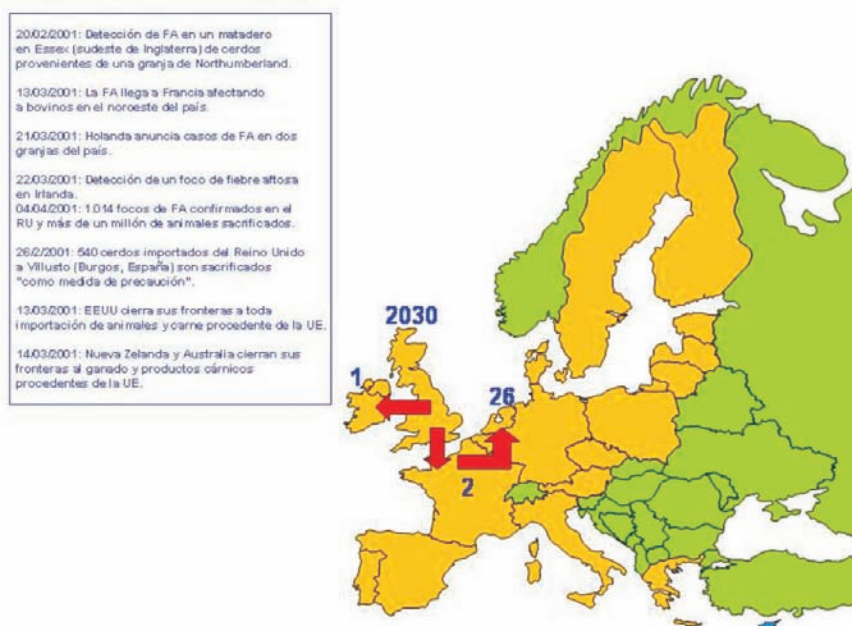 20/02/2001: Detección de FA en un matadero
en Essex (sudeste de Inglaterra) de cerdos
provenientes de una granja de Northumberland.
13/03/2001: La FA llega a Francia afectando
a bovinos en el noroeste del país.
21/03/2001: Holanda anuncia casos de FA en dos
granjas del país.
22/03/2001: Detección de un foco de fiebre aftosa
en Irlanda.
04/04/2001: 1.014 focos de FA confirmados en el
RU y más de un millón de animales sacrificados.
26/2/2001: 540 cerdos importados del Reino Unido
a Villusto (Burgos, España) son sacrificados
"como medida de precaución".
13/03/2001: EEUU cierra sus fronteras a toda
importación de animales y carne procedente de la UE.
14/03/2001: Nueva Zelanda y Australia cierran sus
fronteras al ganado y productos cárnicos
procedentes de la UE.
2030
1
26
2